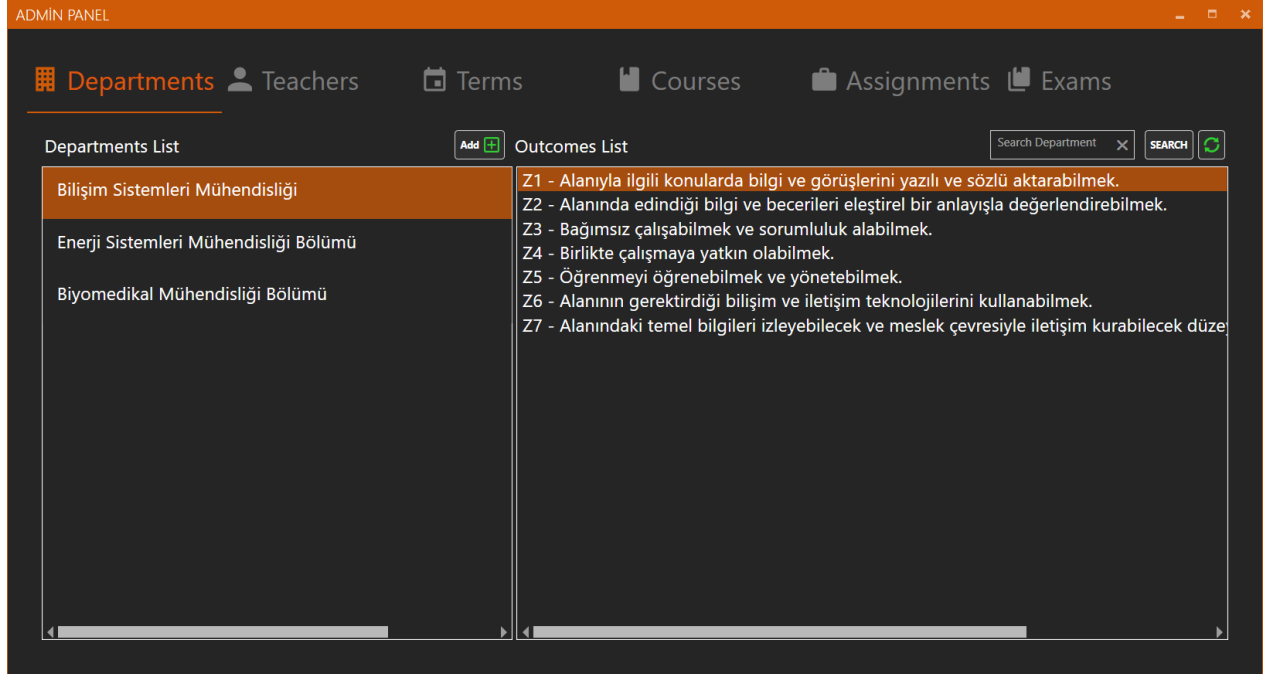 ADMİN PANEL
Departments Teachers Terms Courses Assignments Exams
Departments List
Add
Outcomes List
Search Department
SEARCH
Bilişim Sistemleri Mühendisliği
Enerji Sistemleri Mühendisliği Bölümü
Biyomedikal Mühendisliği Bölümü
Z1 - Alanıyla ilgili konularda bilgi ve görüşlerini yazılı ve sözlü aktarabilmek.
Z2 - Alanında edindiği bilgi ve becerileri eleştirel bir anlayışla değerlendirebilmek.
Z3 - Bağımsız çalışabilmek ve sorumluluk alabilmek.
Z4 - Birlikte çalışmaya yatkın olabilmek.
Z5 - Öğrenmeyi öğrenebilmek ve yönetebilmek.
Z6 - Alanının gerektirdiği bilişim ve iletişim teknolojilerini kullanabilmek.
Z7 - Alanındaki temel bilgileri izleyebilecek ve meslek çevresiyle iletişim kurabilecek